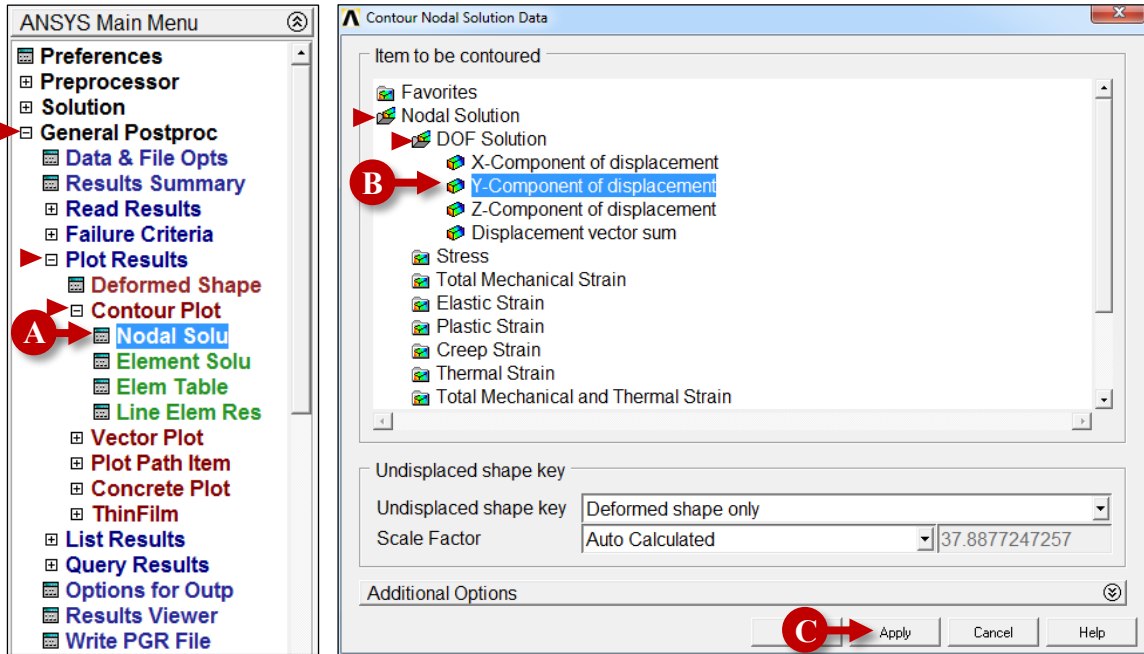 ANSYS Main Menu
Preferences
Preprocessor
Solution
General Postproc
Data & File Opts
Results Summary
Read Results
Failure Criteria
Plot Results
Deformed Shape
Contour Plot
A
Nodal Solu
Element Solu
Elem Table
Line Elem Res
Vector Plot
Plot Path Item
Concrete Plot
ThinFilm
List Results
Query Results
Options for Outp
Results Viewer
Write PGR File
Contour Nodal Solution Data
Item to be contoured
Favorites
Nodal Solution
DOF Solution
X-Component of displacement
B
Y-Component of displacement
Z-Component of displacement
Displacement vector sum
Stress
Total Mechanical Strain
Elastic Strain
Plastic Strain
Creep Strain
Thermal Strain
Total Mechanical and Thermal Strain
Undisplaced shape key
Undisplaced shape key Deformed shape only
Scale Factor Auto Calculated 37.8877247257
Additional Options
C Apply Cancel Help